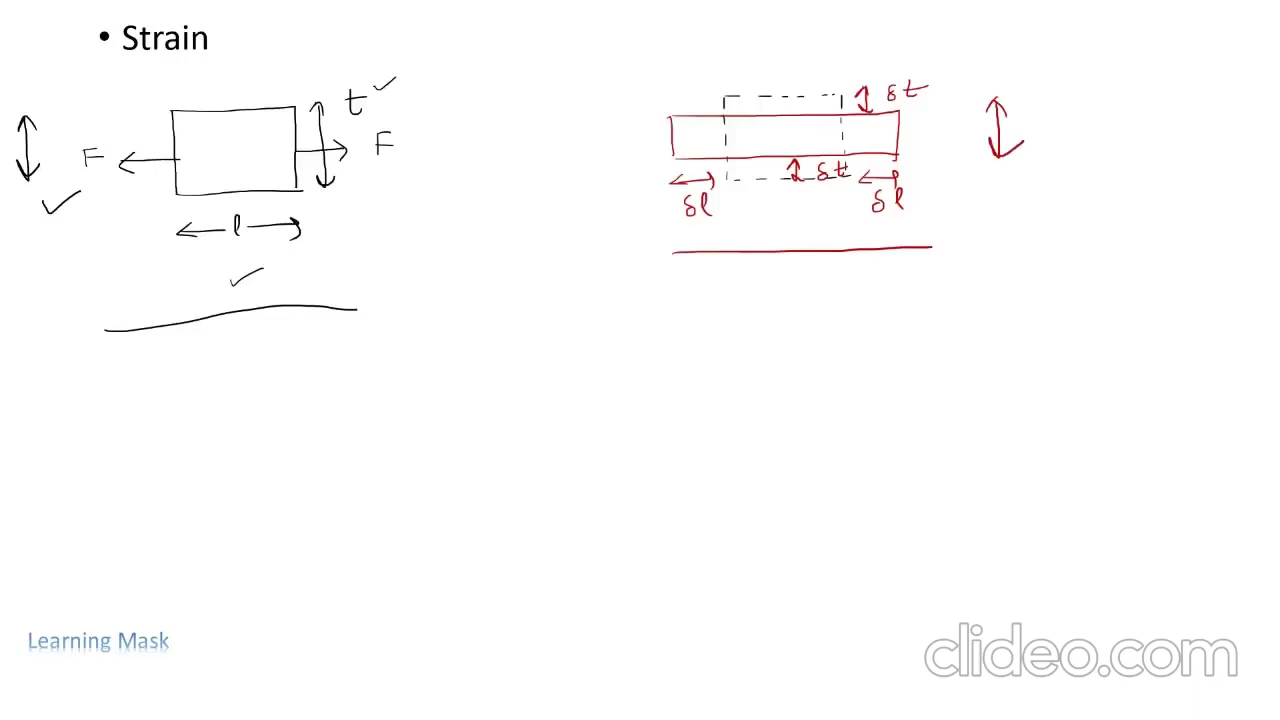 • Strain
t
F
F
l
δt
δt
δl
δl
Learning Mask
clideo.com